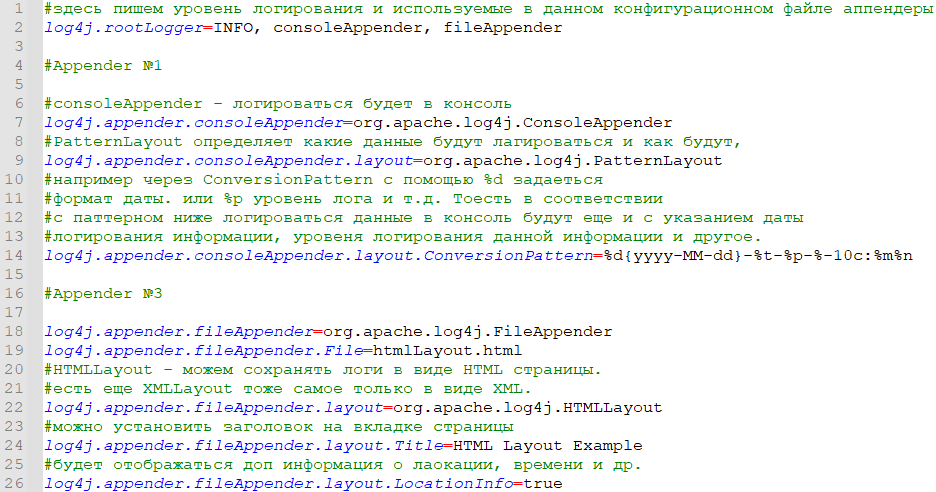 1 #здесь пишем уровень логирования и используемые в данном конфигурационном файле аппендеры
2 log4j.rootLogger=INFO, consoleAppender, fileAppender
3
4 #Appender №1
5
6 #consoleAppender - логироваться будет в консоль
7 log4j.appender.consoleAppender=org.apache.log4j.ConsoleAppender
8 #PatternLayout определяет какие данные будут лагироваться и как будут,
9 log4j.appender.consoleAppender.layout=org.apache.log4j.PatternLayout
10 #например через ConversionPattern с помощью %d задаеться
11 #формат даты. или %p уровень лога и т.д. Тоесть в соответствии
12 #с паттерном ниже логироваться данные в консоль будут еще и с указанием даты
13 #логирования информации, уровеня логирования данной информации и другое.
14 log4j.appender.consoleAppender.layout.ConversionPattern=%d{yyyy-MM-dd}-%t-%p-%-10c:%m%n
15
16 #Appender №3
17
18 log4j.appender.fileAppender=org.apache.log4j.FileAppender
19 log4j.appender.fileAppender.File=htmlLayout.html
20 #HTMLLayout - можем сохранять логи в виде HTML страницы.
21 #есть еще XMLLayout тоже самое только в виде XML.
22 log4j.appender.fileAppender.layout=org.apache.log4j.HTMLLayout
23 #можно установить заголовок на вкладке страницы
24 log4j.appender.fileAppender.layout.Title=HTML Layout Example
25 #будет отображаться доп информация о лаокации, времени и др.
26 log4j.appender.fileAppender.layout.LocationInfo=true